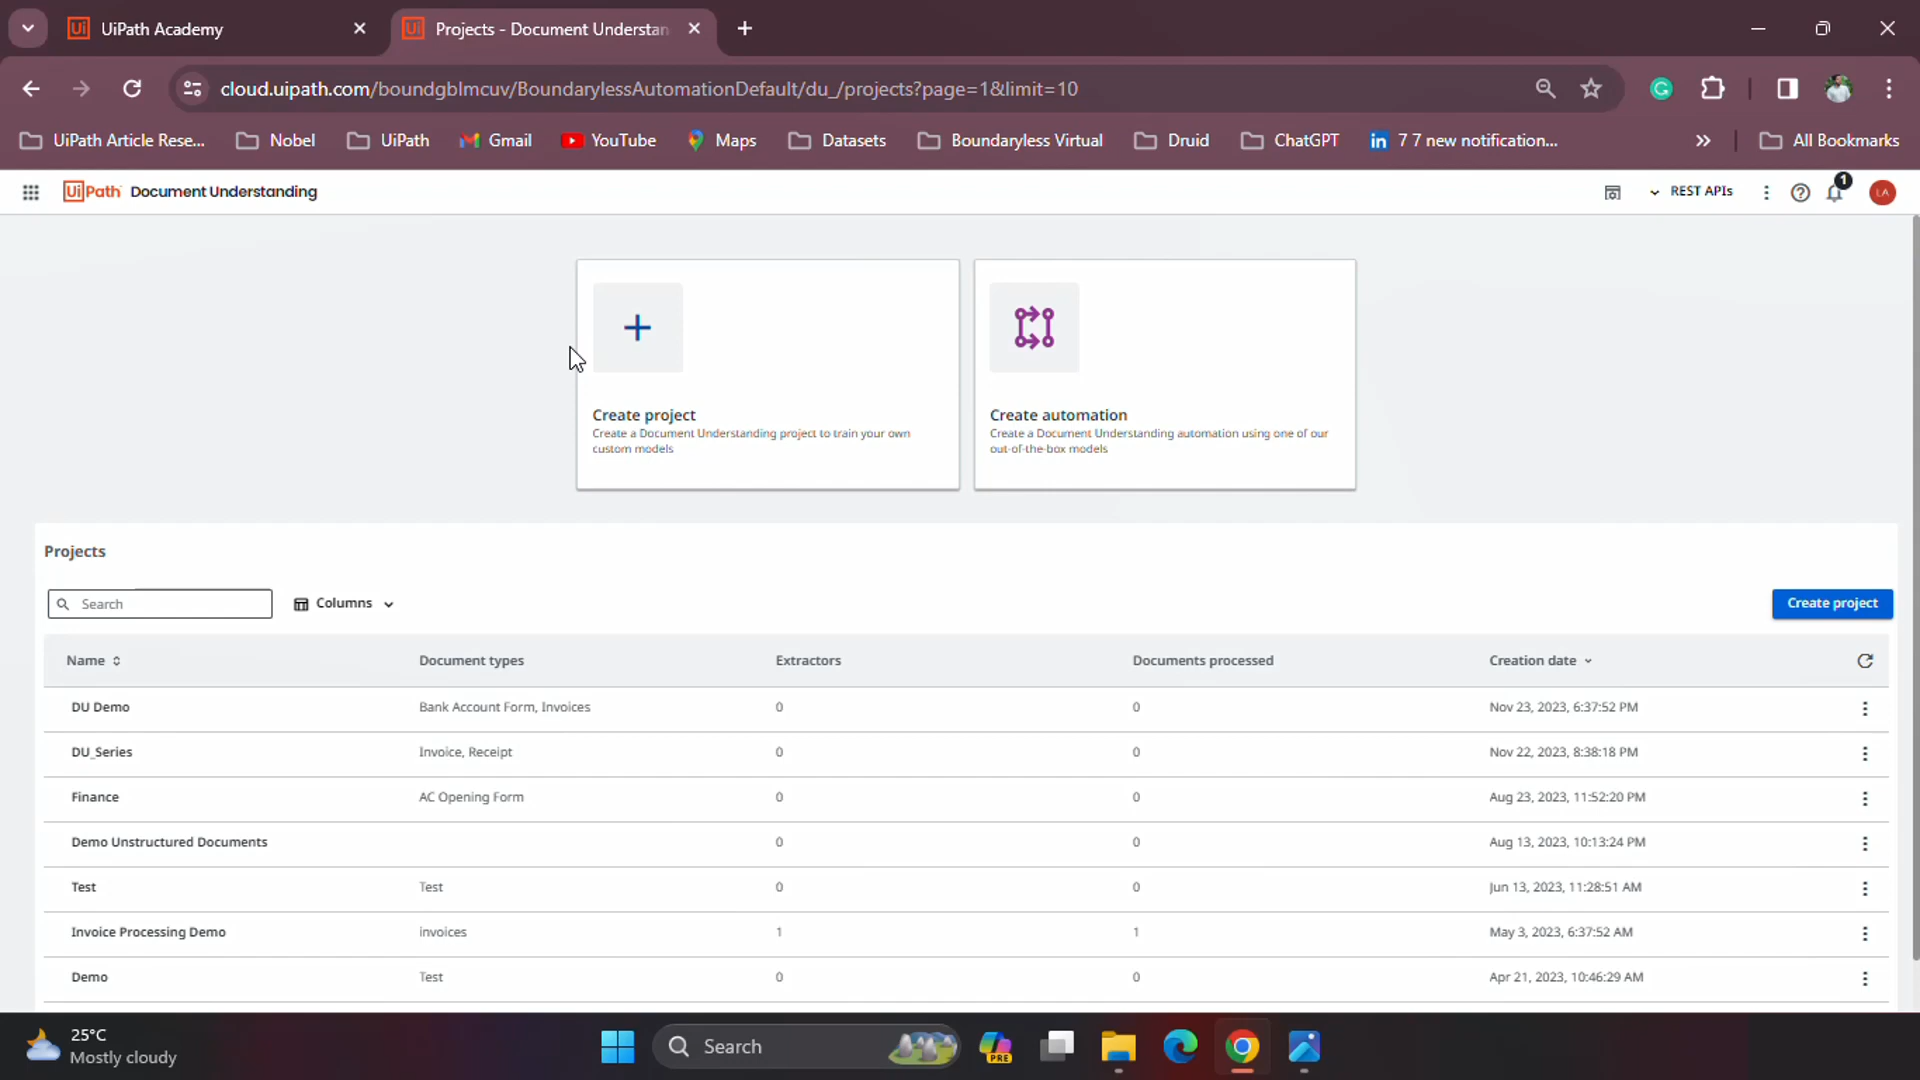 UiPath Academy
Projects - Document Understan
cloud.uipath.com/boundgblmcuv/BoundarylessAutomationDefault/du_/projects?page=1&limit=10
UiPath Article Rese... Nobel UiPath Gmail YouTube Maps Datasets Boundaryless Virtual Druid ChatGPT 7 7 new notification... All Bookmarks
UiPath Document Understanding REST APIs 1 LA
Create project
Create a Document Understanding project to train your own
custom models
Create automation
Create a Document Understanding automation using one of our
out-of-the-box models
Projects
Search Columns Create project
Name Document types Extractors Documents processed Creation date
DU Demo Bank Account Form, Invoices 0 0 Nov 23, 2023, 6:37:52 PM
DU_Series Invoice, Receipt 0 0 Nov 22, 2023, 8:38:18 PM
Finance AC Opening Form 0 0 Aug 23, 2023, 11:52:20 PM
Demo Unstructured Documents 0 0 Aug 13, 2023, 10:13:24 PM
Test Test 0 0 Jun 13, 2023, 11:28:51 AM
Invoice Processing Demo invoices 1 1 May 3, 2023, 6:37:52 AM
Demo Test 0 0 Apr 21, 2023, 10:46:29 AM
25°C
Mostly cloudy
Search
PRE